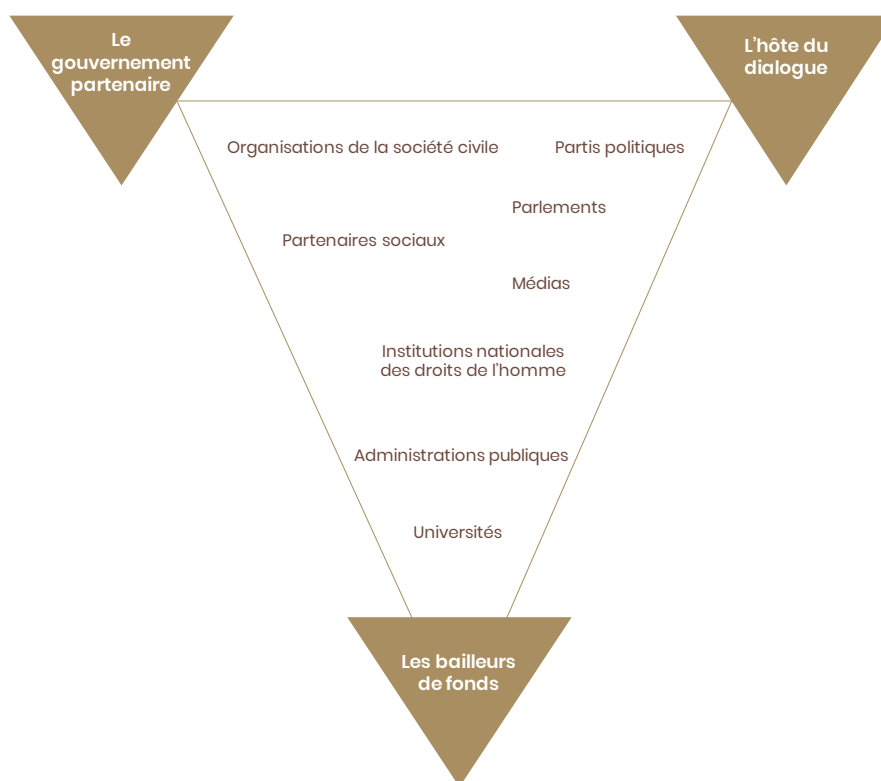 Le
gouvernement
partenaire
L’hôte du
dialogue
Organisations de la société civile
Partis politiques
Parlements
Partenaires sociaux
Médias
Institutions nationales
des droits de l’homme
Administrations publiques
Universités
Les bailleurs
de fonds